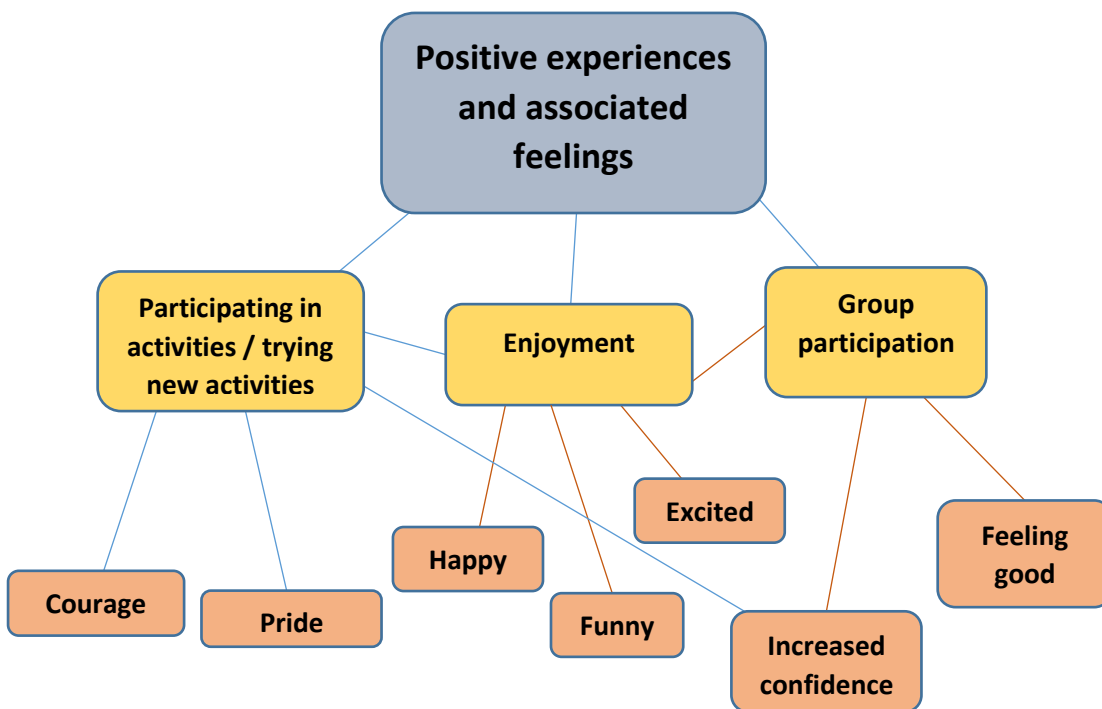 Positive experiences
and associated
feelings
Participating in
activities / trying
new activities
Enjoyment
Group
participation
Courage
Pride
Happy
Funny
Excited
Increased
confidence
Feeling
good